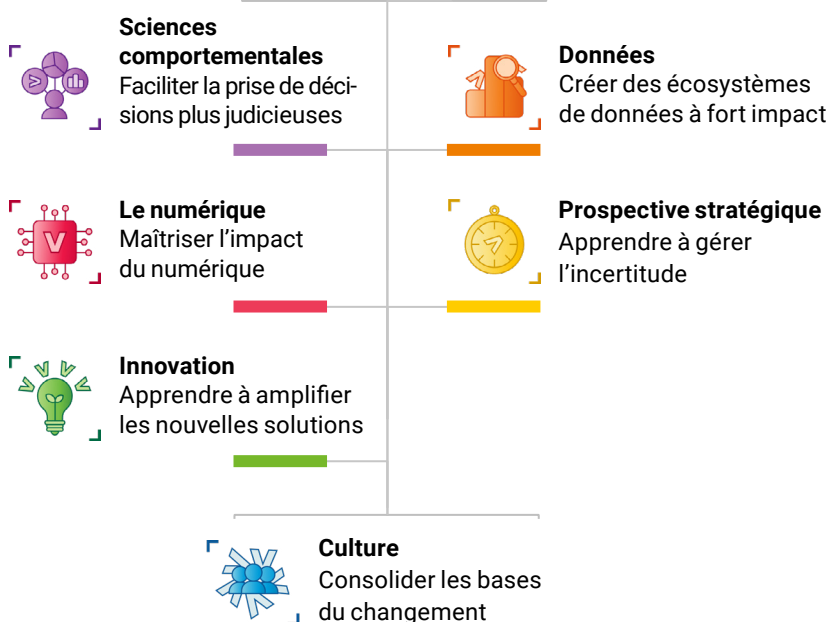 Sciences
comportementales
Faciliter la prise de déci-
sions plus judicieuses
Données
Créer des écosystèmes
de données à fort impact
Le numérique
Maîtriser l’impact
du numérique
Prospective stratégique
Apprendre à gérer
l’incertitude
Innovation
Apprendre à amplifier
les nouvelles solutions
Culture
Consolider les bases
du changement